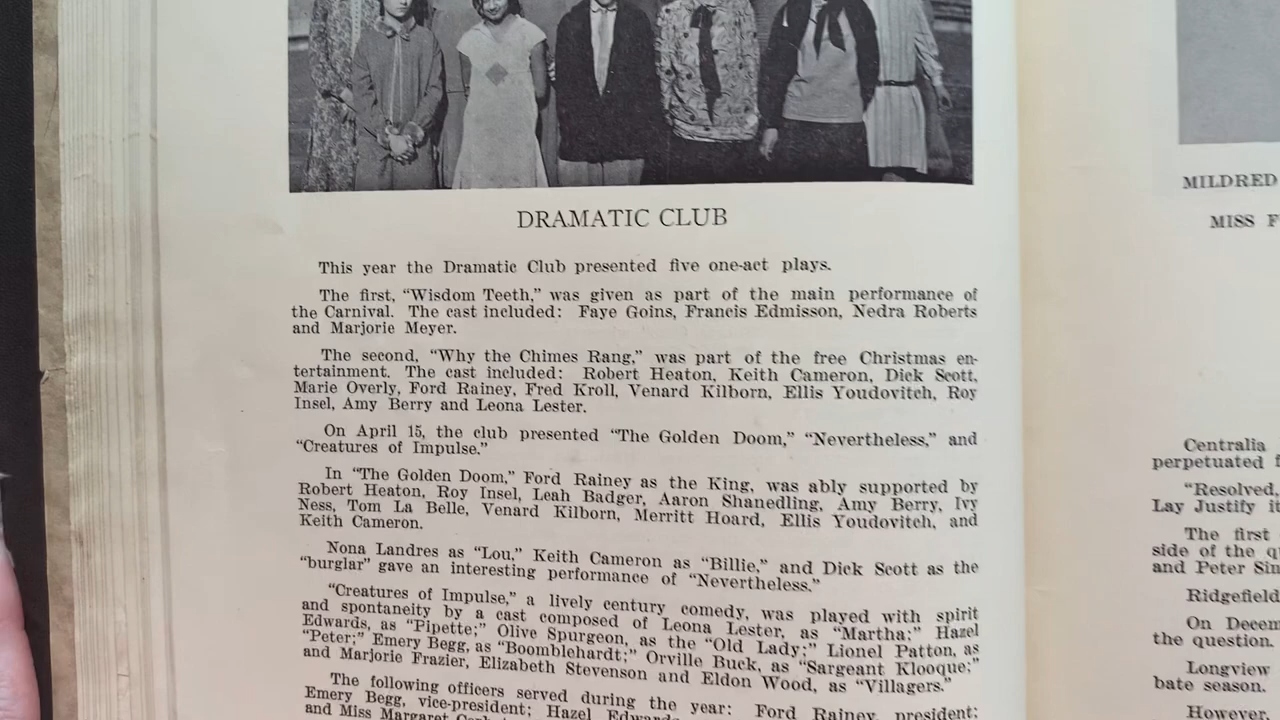 DRAMATIC CLUB
This year the Dramatic Club presented five one-act plays.
The first, "Wisdom Teeth," was given as part of the main performance of
the Carnival. The cast included: Faye Goins, Francis Edmisson, Nedra Roberts
and Marjorie Meyer.
The second, "Why the Chimes Rang," was part of the free Christmas en-
tertainment. The cast included: Robert Heaton, Keith Cameron, Dick Scott,
Marie Overly, Ford Rainey, Fred Kroll, Venard Kilborn, Ellis Youdovitch, Roy
Insel, Amy Berry and Leona Lester.
On April 15, the club presented "The Golden Doom," "Nevertheless," and
"Creatures of Impulse."
In "The Golden Doom," Ford Rainey as the King, was ably supported by
Robert Heaton, Roy Insel, Leah Badger, Aaron Shanedling, Amy Berry, Ivy
Ness, Tom La Belle, Venard Kilborn, Merritt Hoard, Ellis Youdovitch, and
Keith Cameron.
Nona Landres as "Lou," Keith Cameron as "Billie," and Dick Scott as the
"burglar" gave an interesting performance of "Nevertheless."
"Creatures of Impulse," a lively century comedy, was played with spirit
and spontaneity by a cast composed of Leona Lester, as "Martha;" Hazel
Edwards, as "Pipette;" Olive Spurgeon, as the "Old Lady;" Lionel Patton, as
"Peter;" Emery Begg, as "Boomblehardt;" Orville Buck, as "Sargeant Klooque;"
and Marjorie Frazier, Elizabeth Stevenson and Eldon Wood, as "Villagers."
The following officers served during the year: Ford Rainey, president;
Emery Begg, vice-president; Hazel Edwards
and Miss Margaret
MILDRED
MISS
Centralia
perpetuated
"Resolved,
Lay Justify
The first
side of the
and Peter
Ridgefield
On
the question.
Longview
bate season.
However,